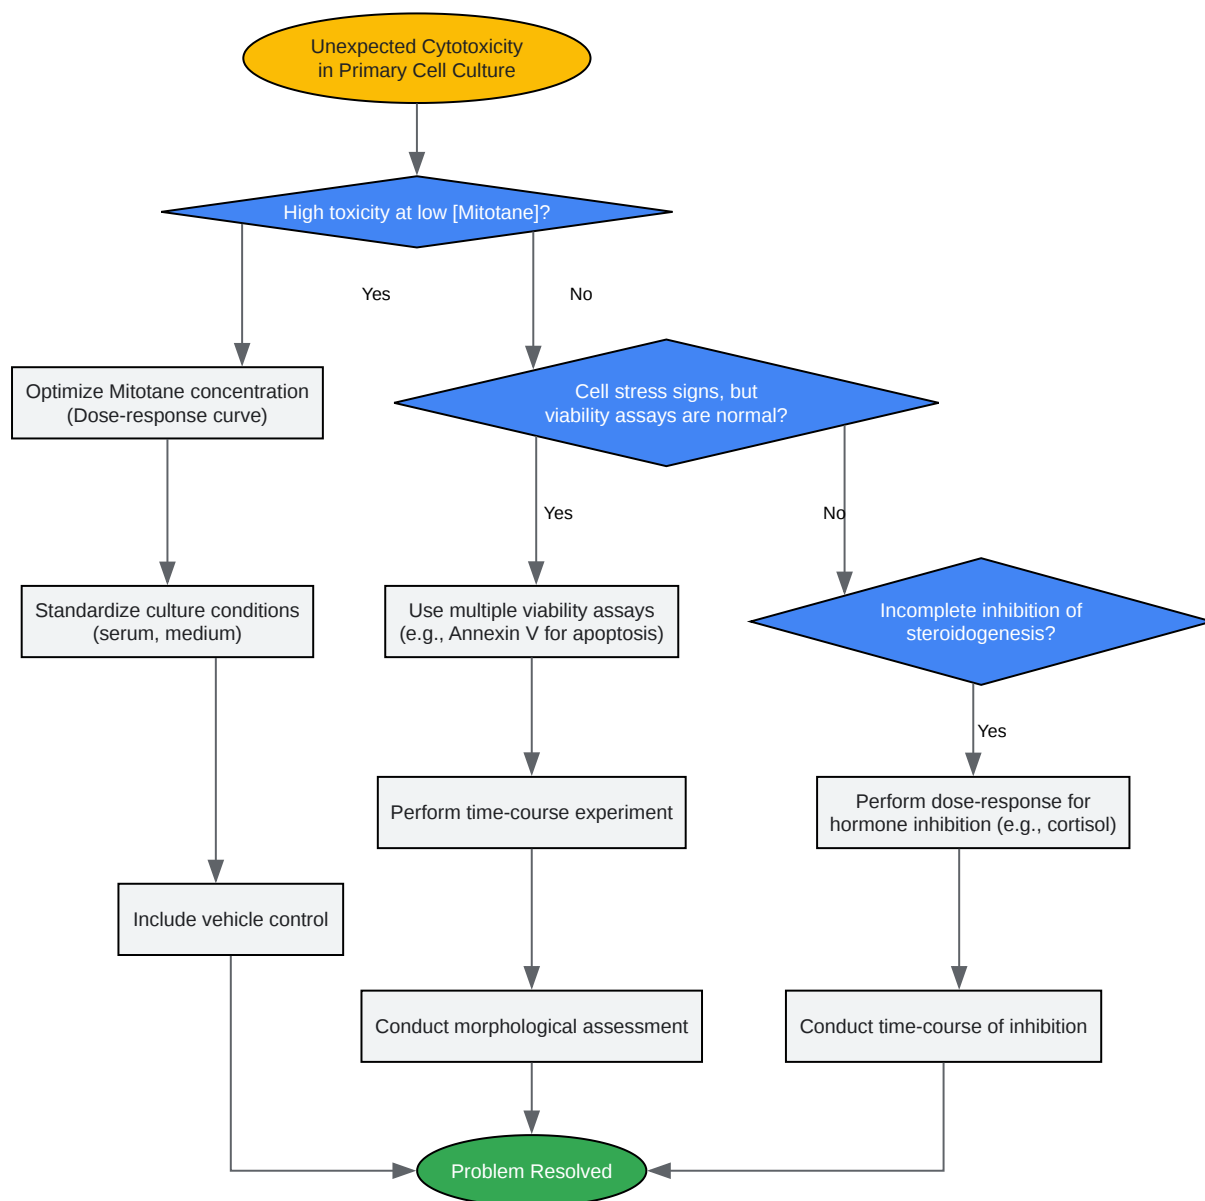 Unexpected Cytotoxicity
in Primary Cell Culture
High toxicity at low [Mitotane]?
Yes
No
Optimize Mitotane concentration
(Dose-response curve)
Cell stress signs, but
viability assays are normal?
Yes
No
Standardize culture conditions
(serum, medium)
Use multiple viability assays
(e.g., Annexin V for apoptosis)
Incomplete inhibition of
steroidogenesis?
Yes
Perform time-course experiment
Perform dose-response for
hormone inhibition (e.g., cortisol)
Include vehicle control
Conduct morphological assessment
Conduct time-course of inhibition
Problem Resolved